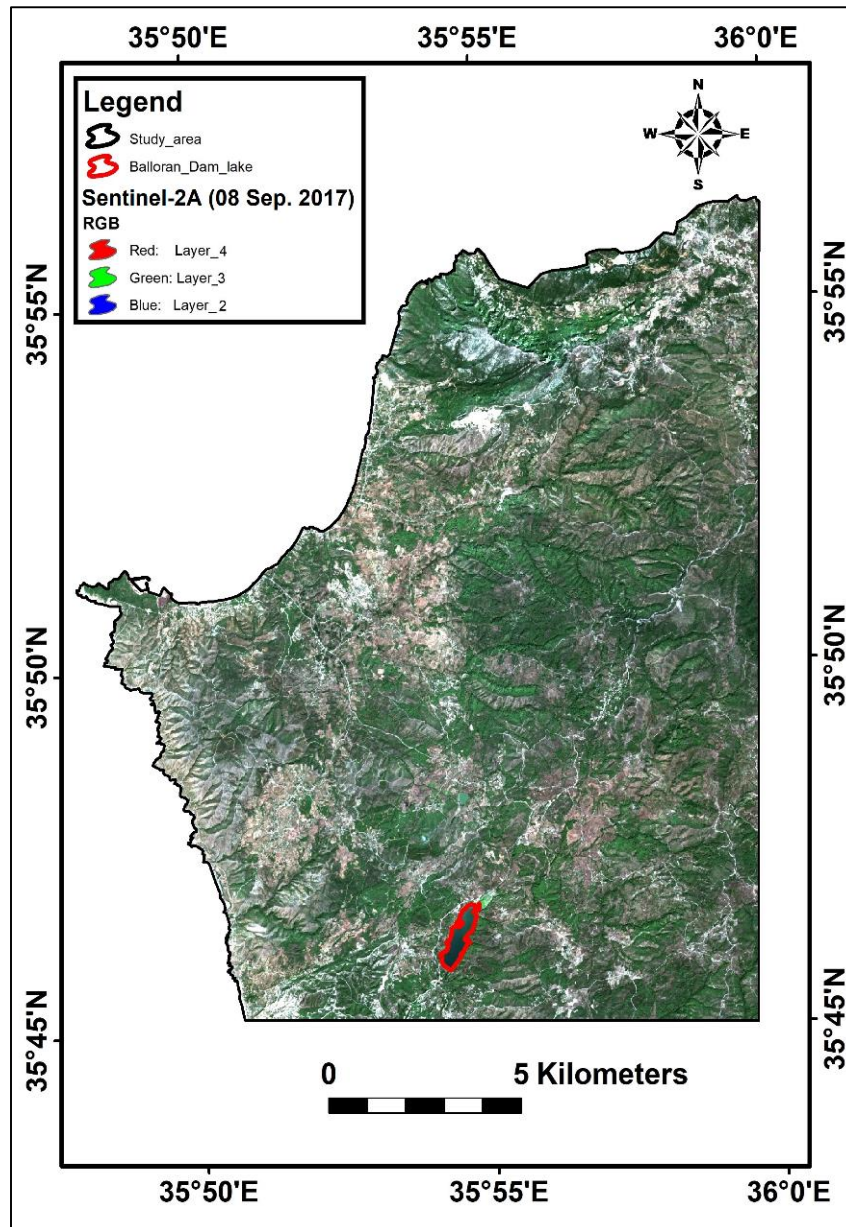 35°50'E 35°55'E 36°0'E
Legend
Study_area
Balloran_Dam_lake
Sentinel-2A (08 Sep. 2017)
RGB
Red: Layer_4
Green: Layer_3
Blue: Layer_2
N
W E
S
35°55'N 35°55'N
35°50'N 35°50'N
35°45'N 35°45'N
0 5 Kilometers
35°50'E 35°55'E 36°0'E